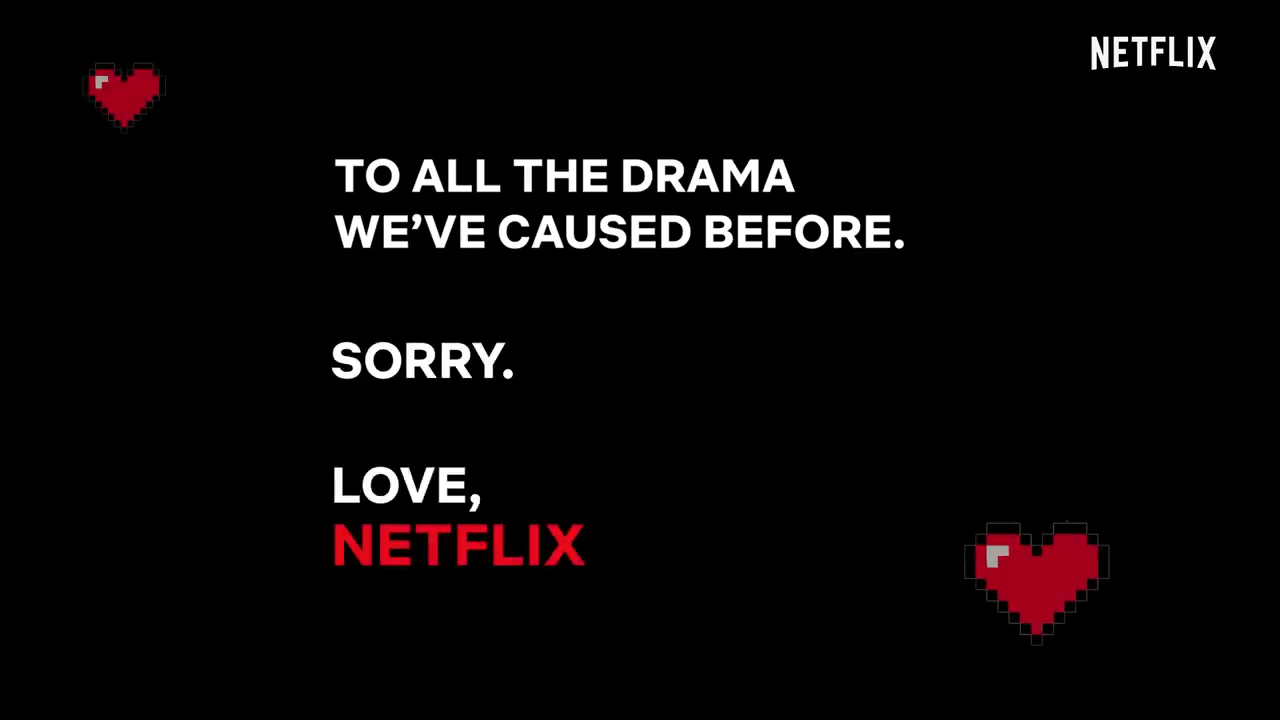 NETFLIX
TO ALL THE DRAMA
WE’VE CAUSED BEFORE.
SORRY.
LOVE,
NETFLIX